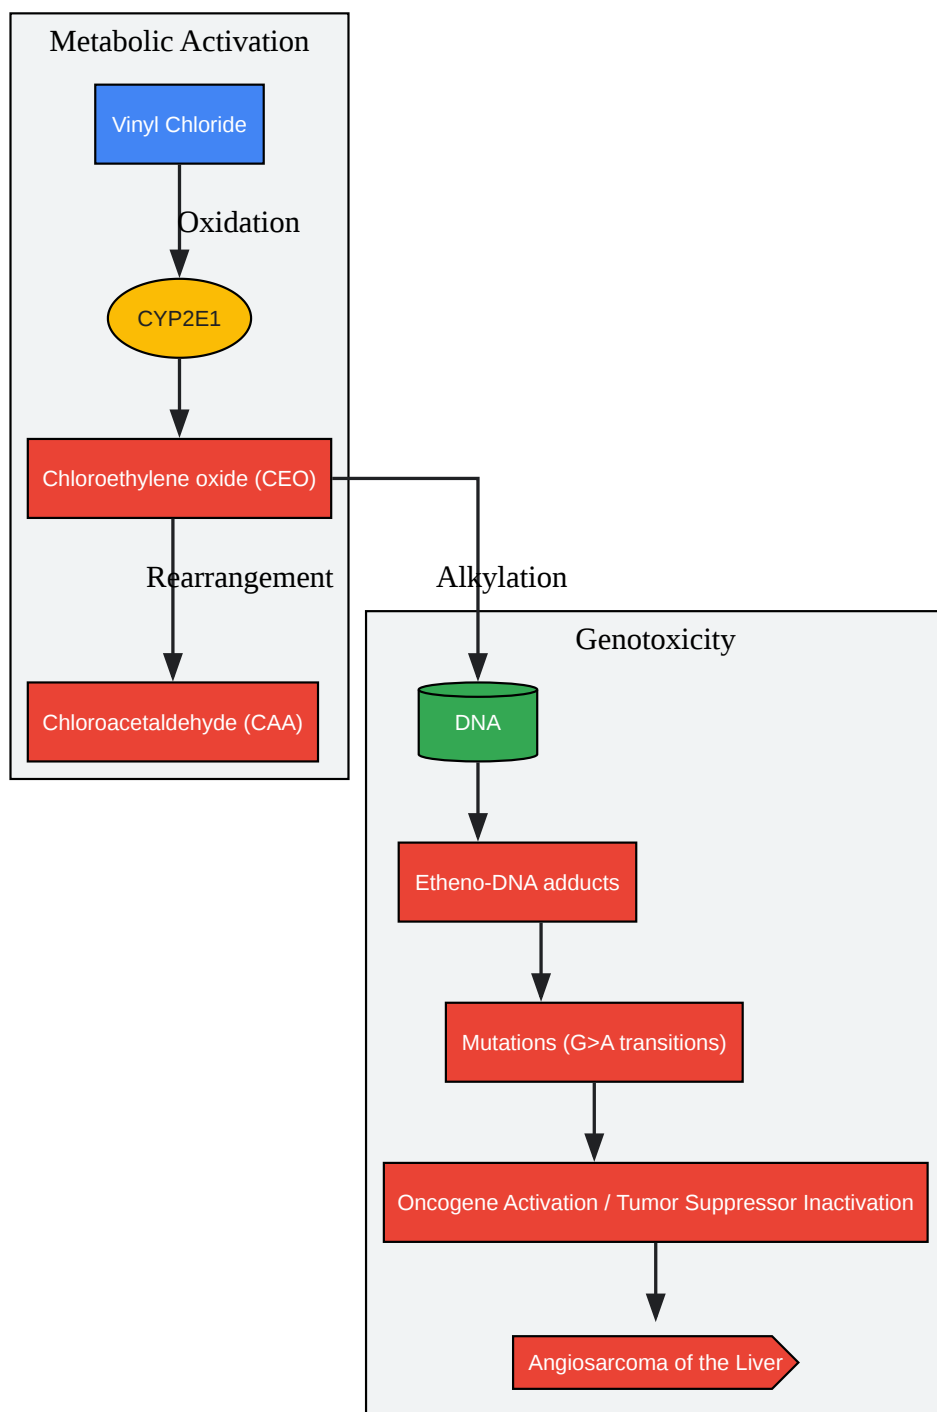 Metabolic Activation
Vinyl Chloride
Oxidation
CYP2E1
Chloroethylene oxide (CEO)
Rearrangement
Alkylation
Genotoxicity
Chloroacetaldehyde (CAA)
DNA
Etheno-DNA adducts
Mutations (G>A transitions)
Oncogene Activation / Tumor Suppressor Inactivation
Angiosarcoma of the Liver